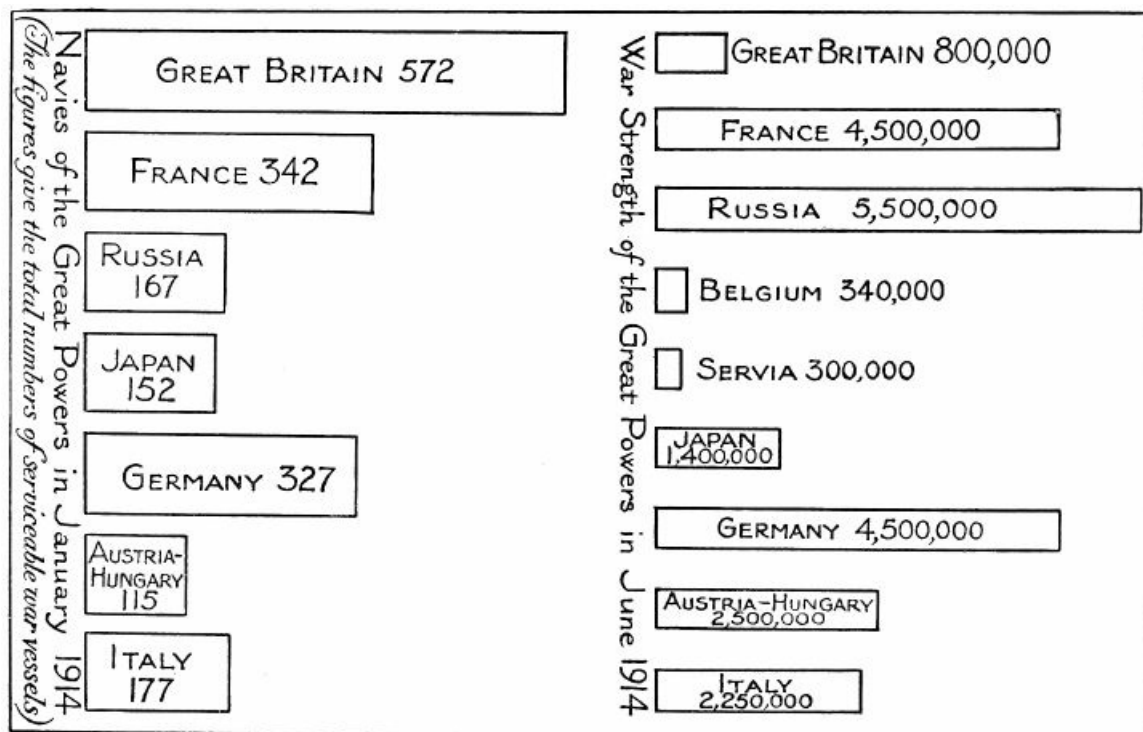 Navies of the Great Powers in January 1914
(The figures give the total numbers of serviceable war vessels)
GREAT BRITAIN 572
FRANCE 342
RUSSIA
167
JAPAN
152
GERMANY 327
AUSTRIA-
HUNGARY
115
ITALY
177
War Strength of the Great Powers in June 1914
GREAT BRITAIN 800,000
FRANCE 4,500,000
RUSSIA 5,500,000
BELGIUM 340,000
SERVIA 300,000
JAPAN
1,400,000
GERMANY 4,500,000
AUSTRIA-HUNGARY
2,500,000
ITALY
2,250,000